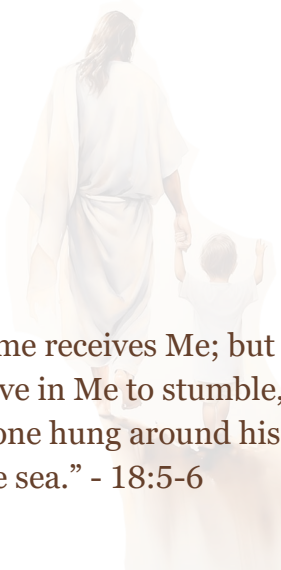 me receives Me; but
ve in Me to stumble,
one hung around his
e sea.” - 18:5-6